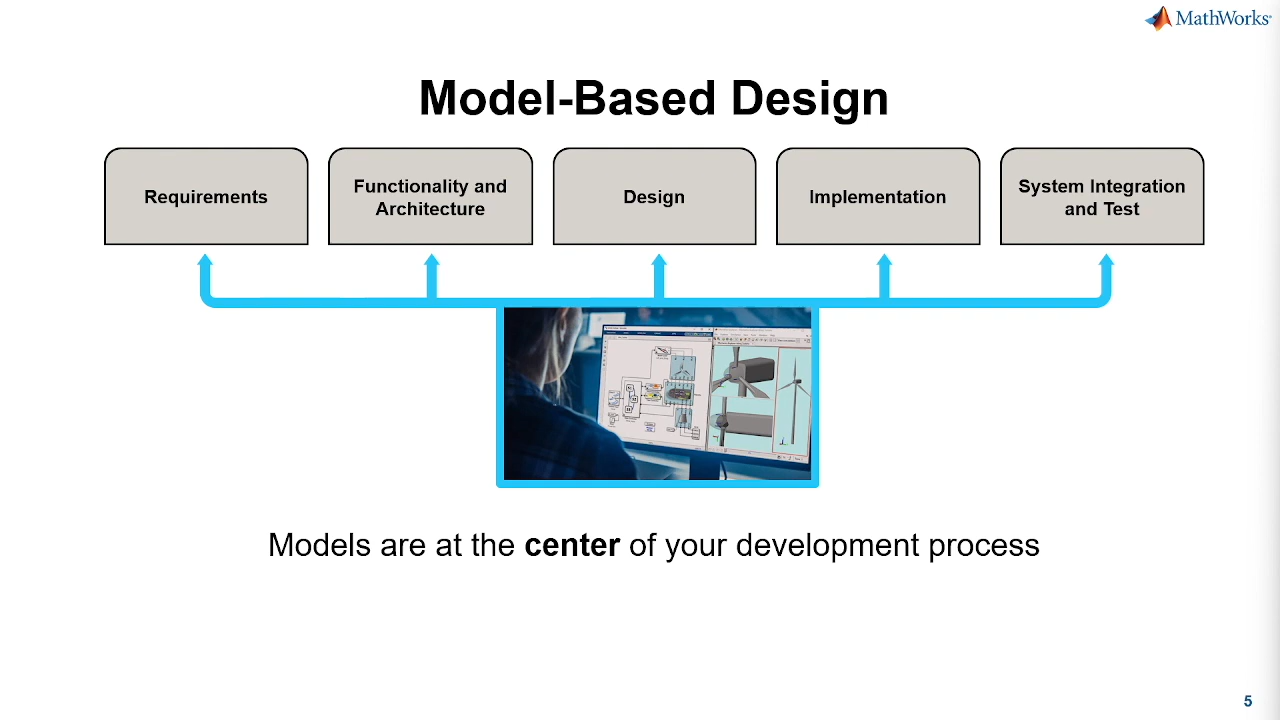 MathWorks®
Model-Based Design
Requirements
Functionality and
Architecture
Design
Implementation
System Integration
and Test
Models are at the center of your development process
5